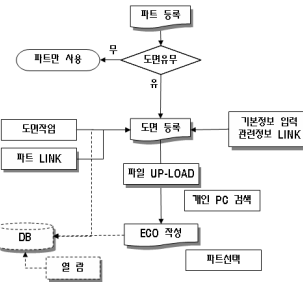 파트 등록
무
도면유무
파트만 사용
유
도면작업
도면 등록
기본정보 입력
관련정보 LINK
파트 LINK
파일 UP-LOAD
개인 PC 검색
ECO 작성
DB
파트선택
열 람